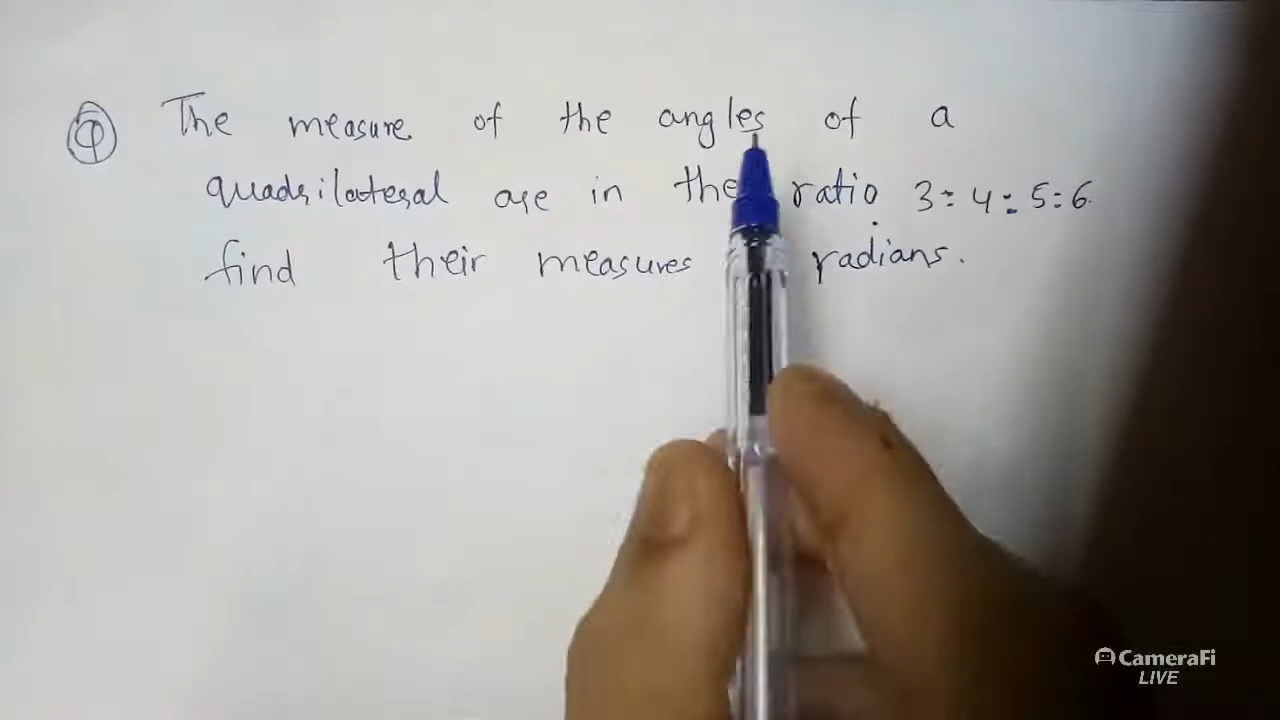 Q The measure of the angles of a
quadrilateral are in the ratio 3:4:5:6.
find their measures radians.
CameraFi
LIVE